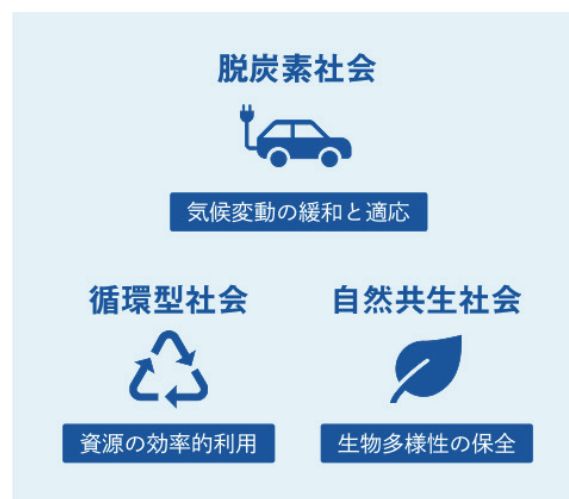 脱炭素社会
気候変動の緩和と適応
循環型社会
資源の効率的利用
自然共生社会
生物多様性の保全